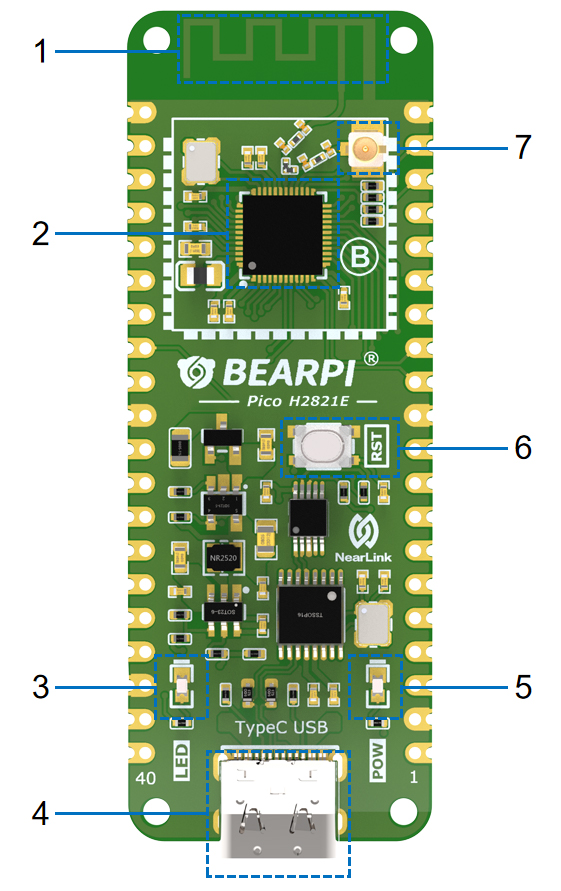 1
7
2
B
BEARPI®
Pico H2821E
RST
6
NearLink
NR2520
SOT23-6
TSSOP16
3
5
TypeC USB
LED
POW
40
1
4